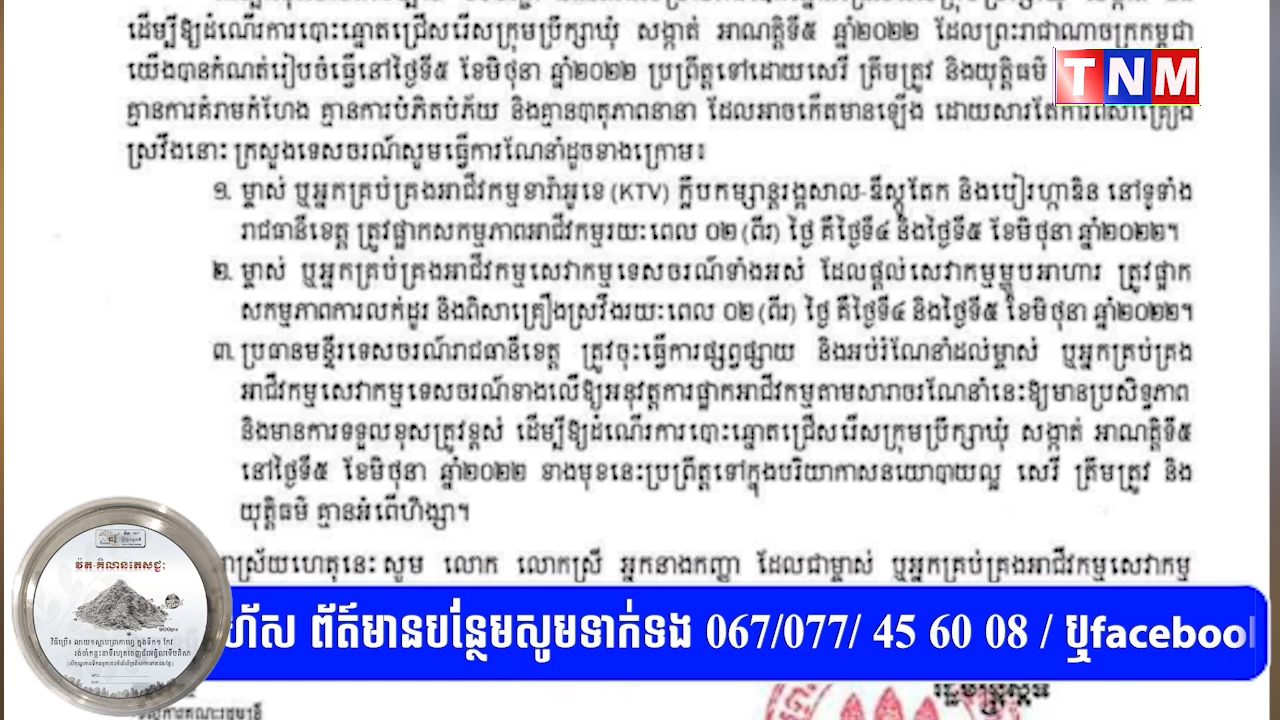 ដើម្បីឱ្យដំណើរការបោះឆ្នោតជ្រើសរើសក្រុមប្រឹក្សាឃុំ សង្កាត់ អាណត្តិទី៥ ឆ្នាំ២០២២ ដែលព្រះរាជាណាចក្រកម្ពុជា
យើងបានកំណត់រៀបចំធ្វើនៅថ្ងៃទី៥ ខែមិថុនា ឆ្នាំ២០២២ ប្រព្រឹត្តទៅដោយសេរី ត្រឹមត្រូវ និងយុត្តិធម៌
TNM
គ្មានការគំរាមកំហែង គ្មានការបំភិតបំភ័យ និងគ្មានបាតុភាពនានា ដែលអាចកើតមានឡើង ដោយសារតែការពិសាគ្រឿង
ស្រវឹងនោះ ក្រសួងទេសចរណ៍សូមធ្វើការណែនាំដូចខាងក្រោម៖
១. ម្ចាស់ ឬអ្នកគ្រប់គ្រងអាជីវកម្មខារ៉ាអូខេ (KTV) ក្លឹបកម្សាន្តរង្គសាល-ឌីស្កូតែក និងបៀរហ្គាឌិន នៅទូទាំង
រាជធានីខេត្ត ត្រូវផ្អាកសកម្មភាពអាជីវកម្មរយៈពេល ០២ (ពីរ) ថ្ងៃ គឺថ្ងៃទី៤ និងថ្ងៃទី៥ ខែមិថុនា ឆ្នាំ២០២២។
២. ម្ចាស់ ឬអ្នកគ្រប់គ្រងអាជីវកម្មសេវាកម្មទេសចរណ៍ទាំងអស់ ដែលផ្តល់សេវាកម្មម្ហូបអាហារ ត្រូវផ្អាក
សកម្មភាពការលក់ដូរ និងពិសាគ្រឿងស្រវឹងរយៈពេល ០២ (ពីរ) ថ្ងៃ គឺថ្ងៃទី៤ និងថ្ងៃទី៥ ខែមិថុនា ឆ្នាំ២០២២។
៣. ប្រធានមន្ទីរទេសចរណ៍រាជធានីខេត្ត ត្រូវចុះធ្វើការផ្សព្វផ្សាយ និងអប់រំណែនាំដល់ម្ចាស់ ឬអ្នកគ្រប់គ្រង
អាជីវកម្មសេវាកម្មទេសចរណ៍ខាងលើឱ្យអនុវត្តការផ្អាកអាជីវកម្មតាមសារាចរណែនាំនេះឱ្យមានប្រសិទ្ធភាព
និងមានការទទួលខុសត្រូវខ្ពស់ ដើម្បីឱ្យដំណើរការបោះឆ្នោតជ្រើសរើសក្រុមប្រឹក្សាឃុំ សង្កាត់ អាណត្តិទី៥
នៅថ្ងៃទី៥ ខែមិថុនា ឆ្នាំ២០២២ ខាងមុខនេះប្រព្រឹត្តទៅក្នុងបរិយាកាសនយោបាយល្អ សេរី ត្រឹមត្រូវ និង
យុត្តិធម៌ គ្មានអំពើហិង្សា។
ស្រ័យហេតុនេះ សូម លោក លោកស្រី អ្នកនាងកញ្ញា ដែលជាម្ចាស់ ឬអ្នកគ្រប់គ្រងអាជីវកម្មសេវាកម្ម
ហ័ស ព័ត៌មានបន្ថែមសូមទាក់ទង 067/077/ 45 60 08 / ឬfacebook